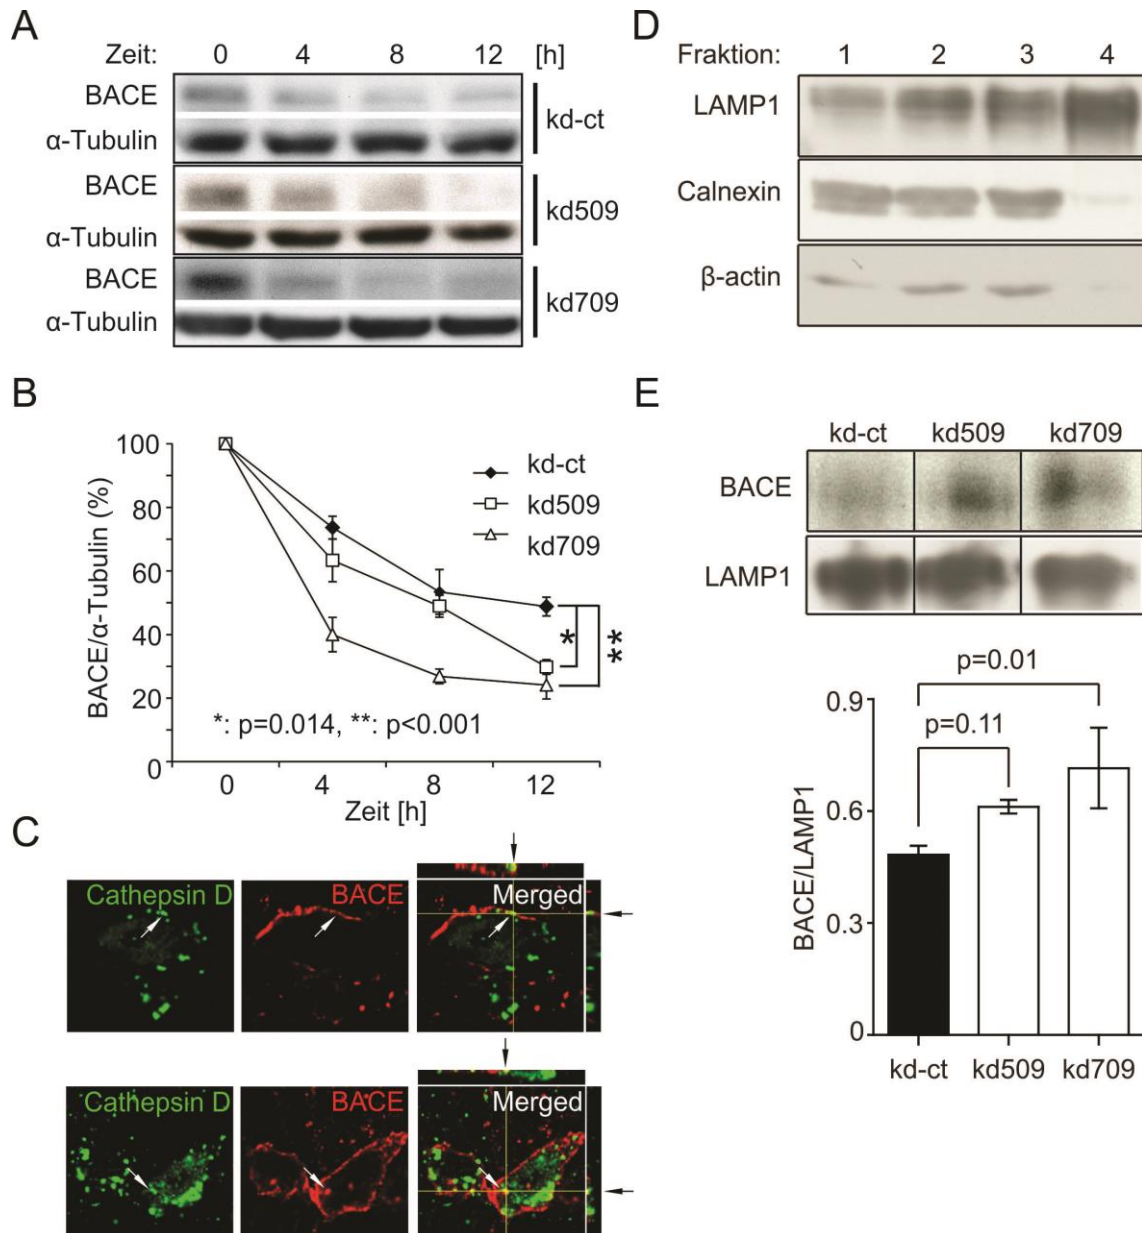 A
Zeit: 0 4 8 12 [h]
BACE
α-Tubulin
kd-ct
BACE
α-Tubulin
kd509
BACE
α-Tubulin
kd709
B
BACE/α-Tubulin (%)
100
80
60
40
20
0
kd-ct
kd509
kd709
*
**
*: p=0.014, **: p<0.001
0 4 8 12
Zeit [h]
C
Cathepsin D BACE Merged
Cathepsin D BACE Merged
D
Fraktion: 1 2 3 4
LAMP1
Calnexin
β-actin
E
kd-ct kd509 kd709
BACE
LAMP1
p=0.01
p=0.11
BACE/LAMP1
0.9
0.6
0.3
0
kd-ct kd509 kd709